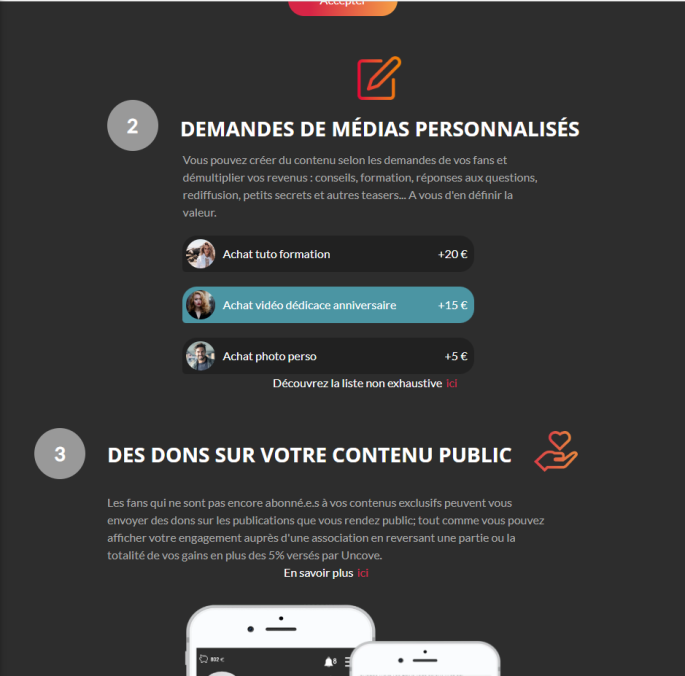 Accepter
2
DEMANDES DE MÉDIAS PERSONNALISÉS
Vous pouvez créer du contenu selon les demandes de vos fans et
démultiplier vos revenus : conseils, formation, réponses aux questions,
rediffusion, petits secrets et autres teasers... A vous d'en définir la
valeur.
Achat tuto formation +20 €
Achat vidéo dédicace anniversaire +15 €
Achat photo perso +5 €
Découvrez la liste non exhaustive ici
3
DES DONS SUR VOTRE CONTENU PUBLIC
Les fans qui ne sont pas encore abonné.e.s à vos contenus exclusifs peuvent vous
envoyer des dons sur les publications que vous rendez public; tout comme vous pouvez
afficher votre engagement auprès d'une association en reversant une partie ou la
totalité de vos gains en plus des 5% versés par Uncove.
En savoir plus ici
802 €